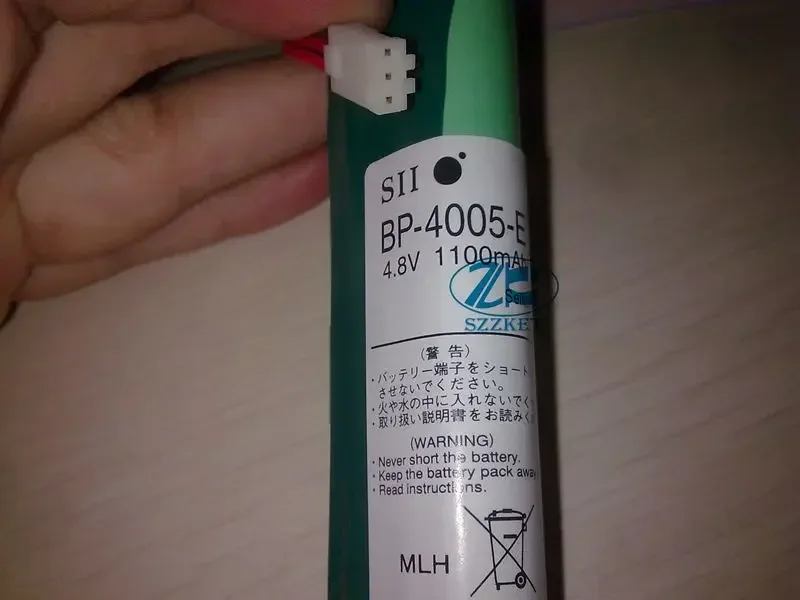 SII
BP-4005-E
4.8V 1100mAh
SZZKE
(警告)
・バッテリー端子をショート
させないでください。
・火や水の中に入れないでく
・取り扱い説明書をお読みく
(WARNING)
・Never short the battery.
・Keep the battery pack away
・Read instructions.
MLH